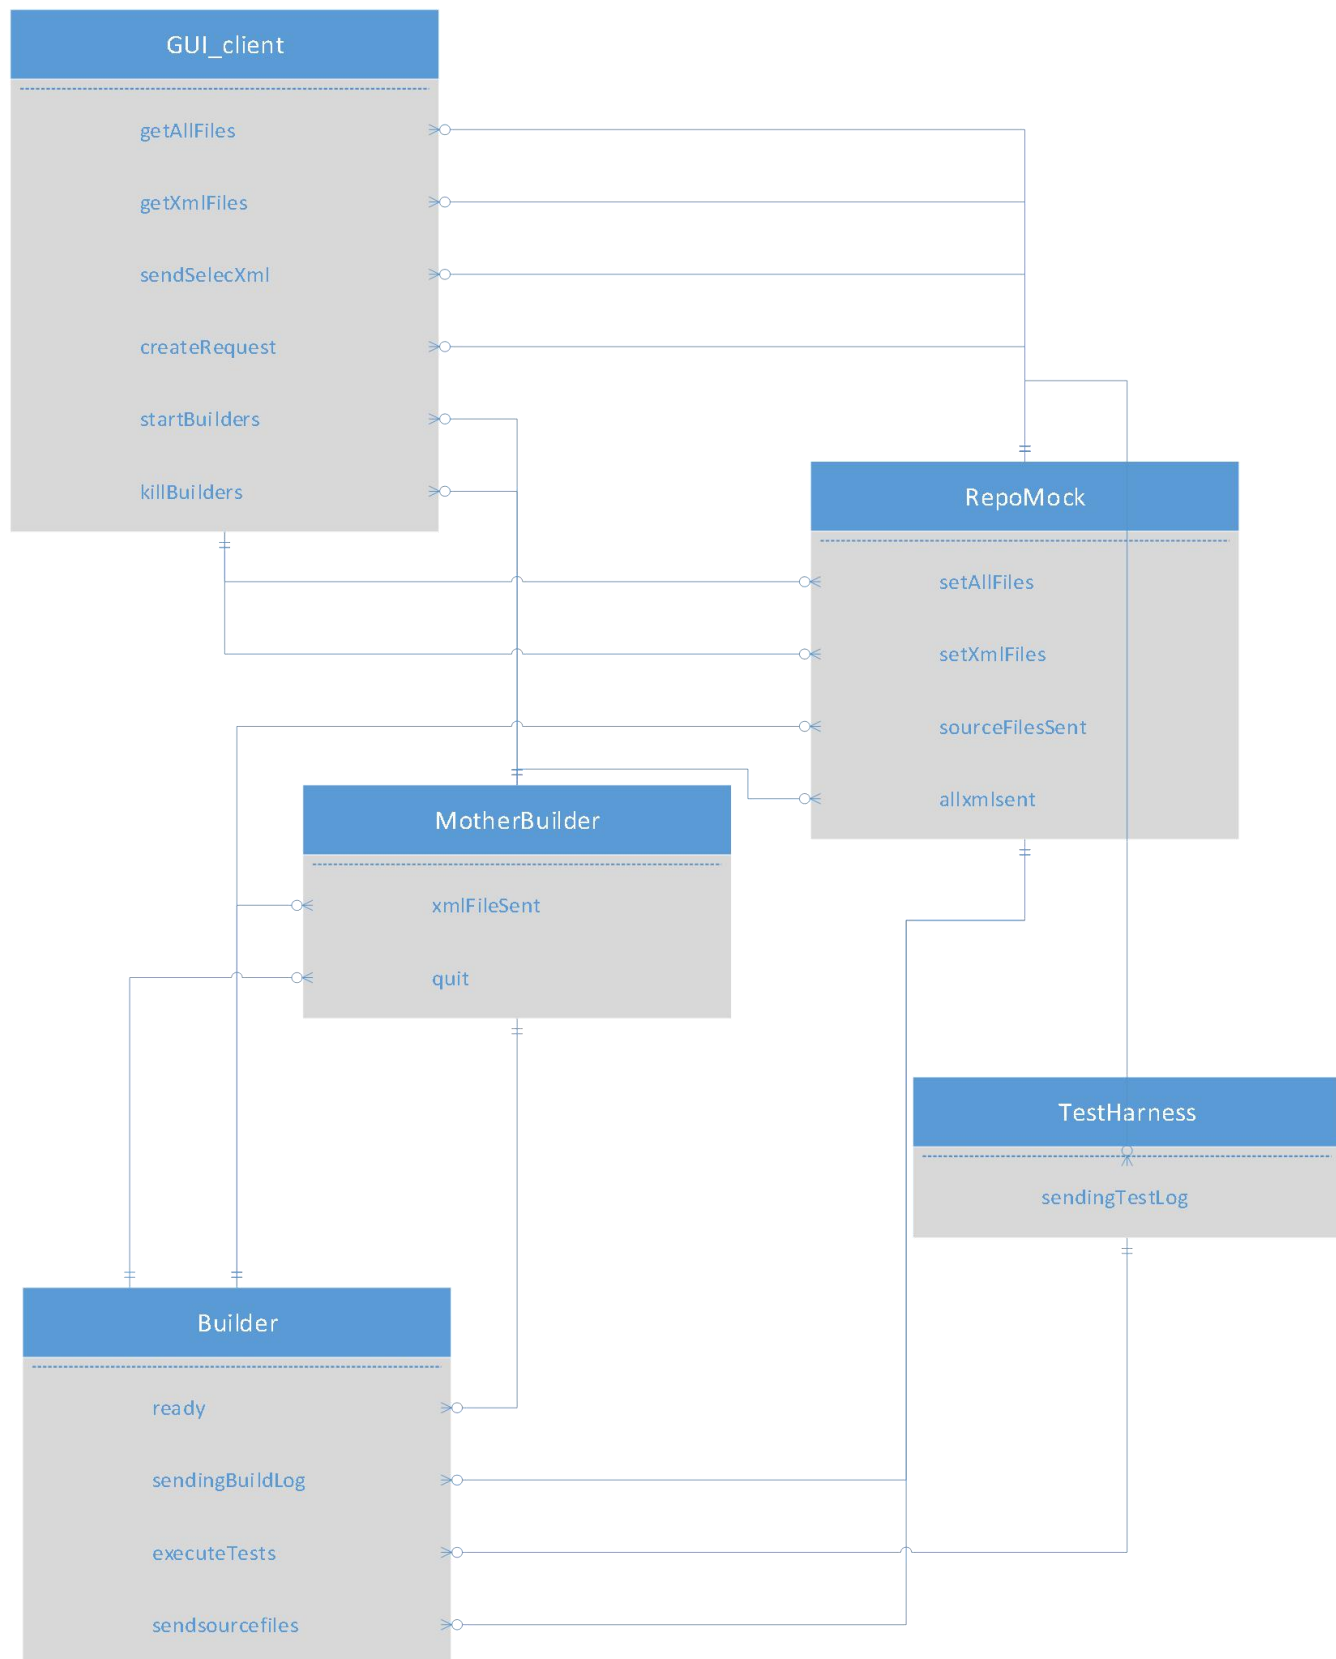 GUI_client
getAllFiles
getXmlFiles
sendSelecXml
createRequest
startBuilders
killBuilders
RepoMock
setAllFiles
setXmlFiles
sourceFilesSent
allxmlsent
MotherBuilder
xmlFileSent
quit
TestHarness
sendingTestLog
Builder
ready
sendingBuildLog
executeTests
sendsourcefiles